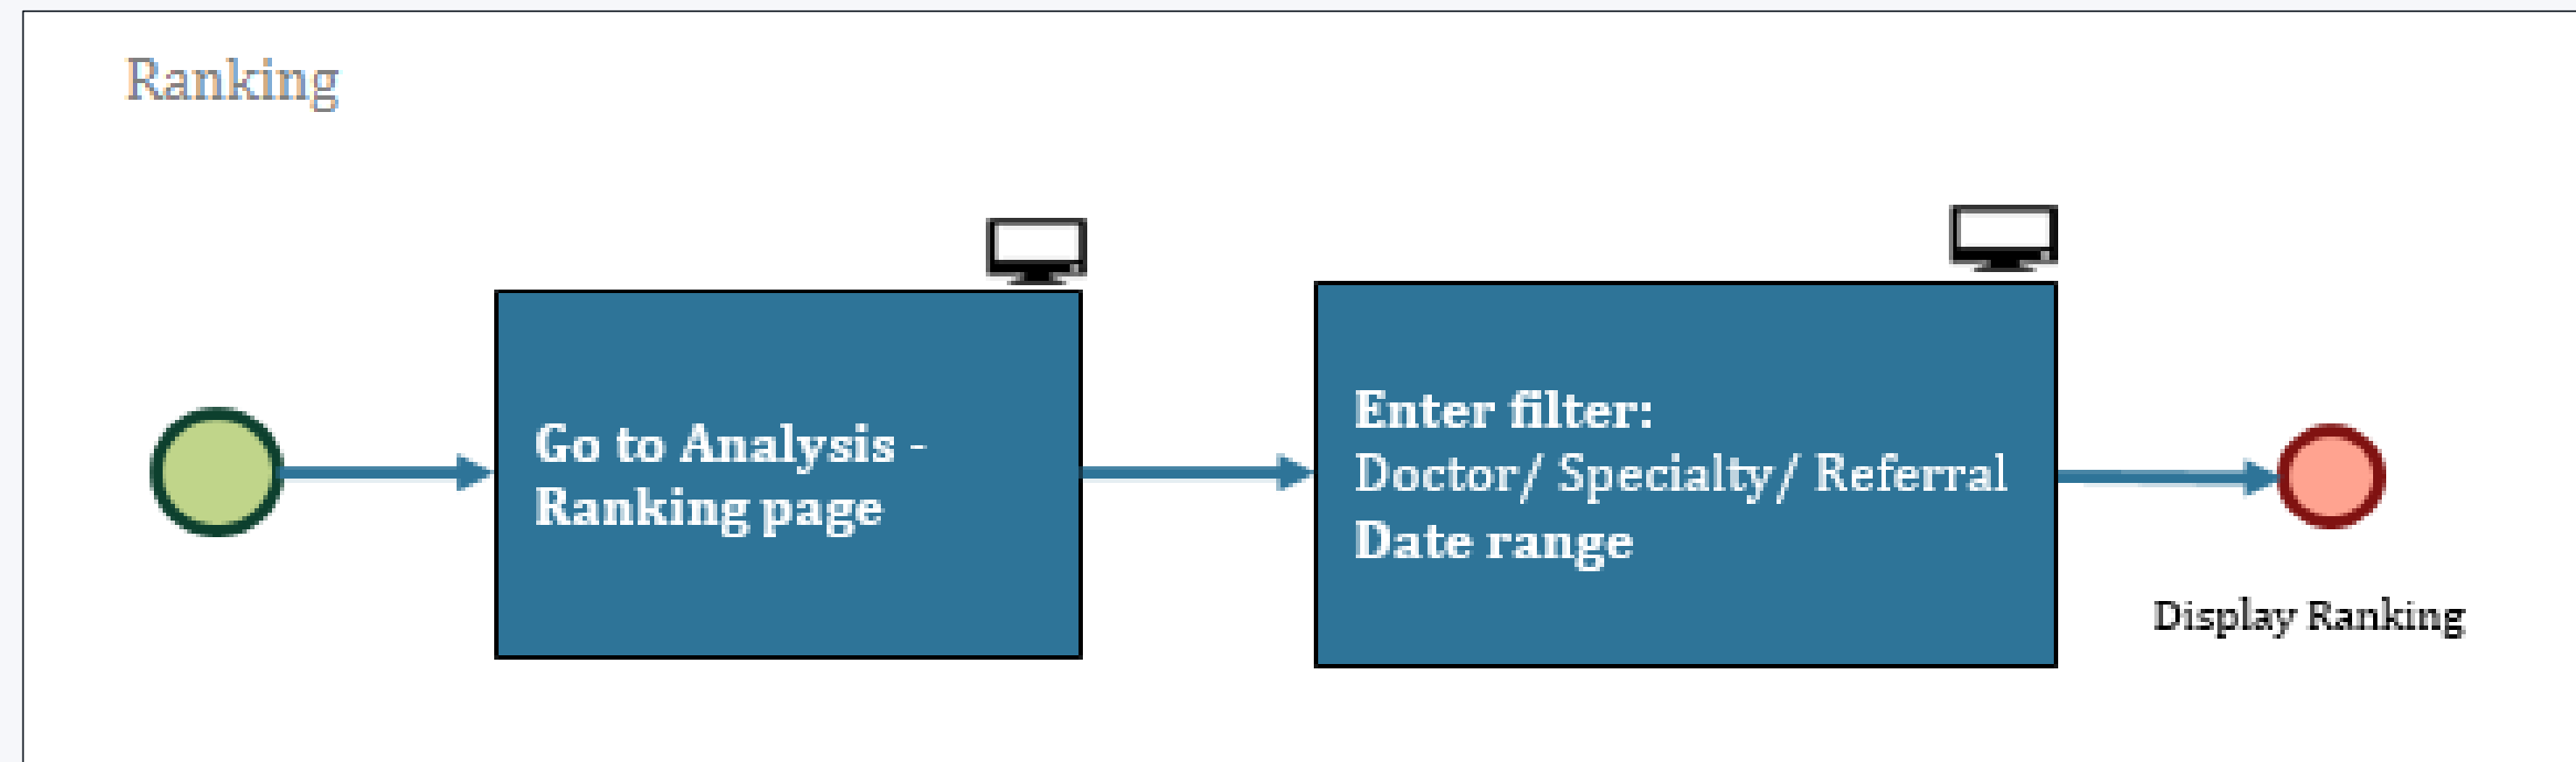 Ranking
Go to Analysis -
Ranking page
Enter filter:
Doctor/ Specialty/ Referral
Date range
Display Ranking